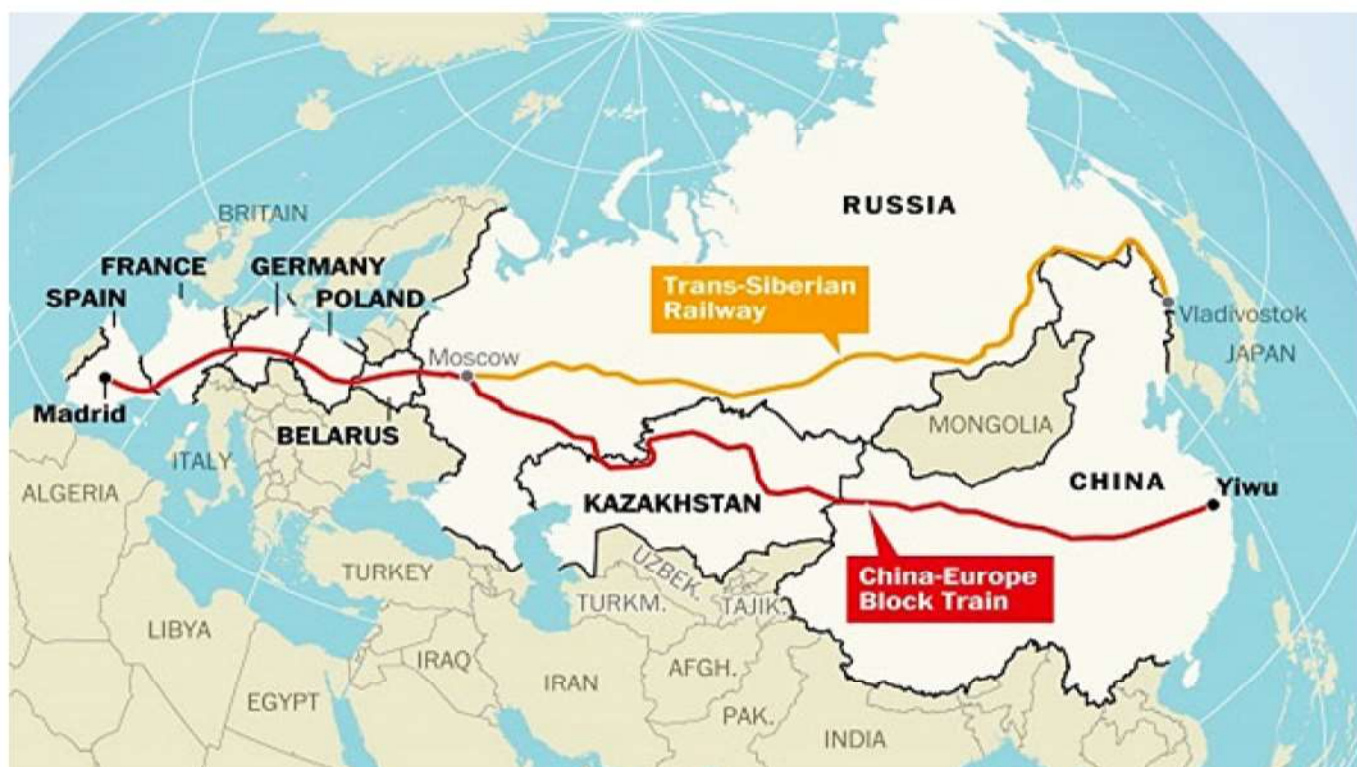 BRITAIN
FRANCE
GERMANY
SPAIN
POLAND
RUSSIA
Trans-Siberian
Railway
Vladivostok
JAPAN
Moscow
Madrid
BELARUS
MONGOLIA
ITALY
CHINA
Yiwu
ALGERIA
KAZAKHSTAN
TURKEY
UZBEK.
TURKM.
TAJIK.
China-Europe
Block Train
LIBYA
IRAQ
AFGH.
IRAN
EGYPT
PAK.
INDIA